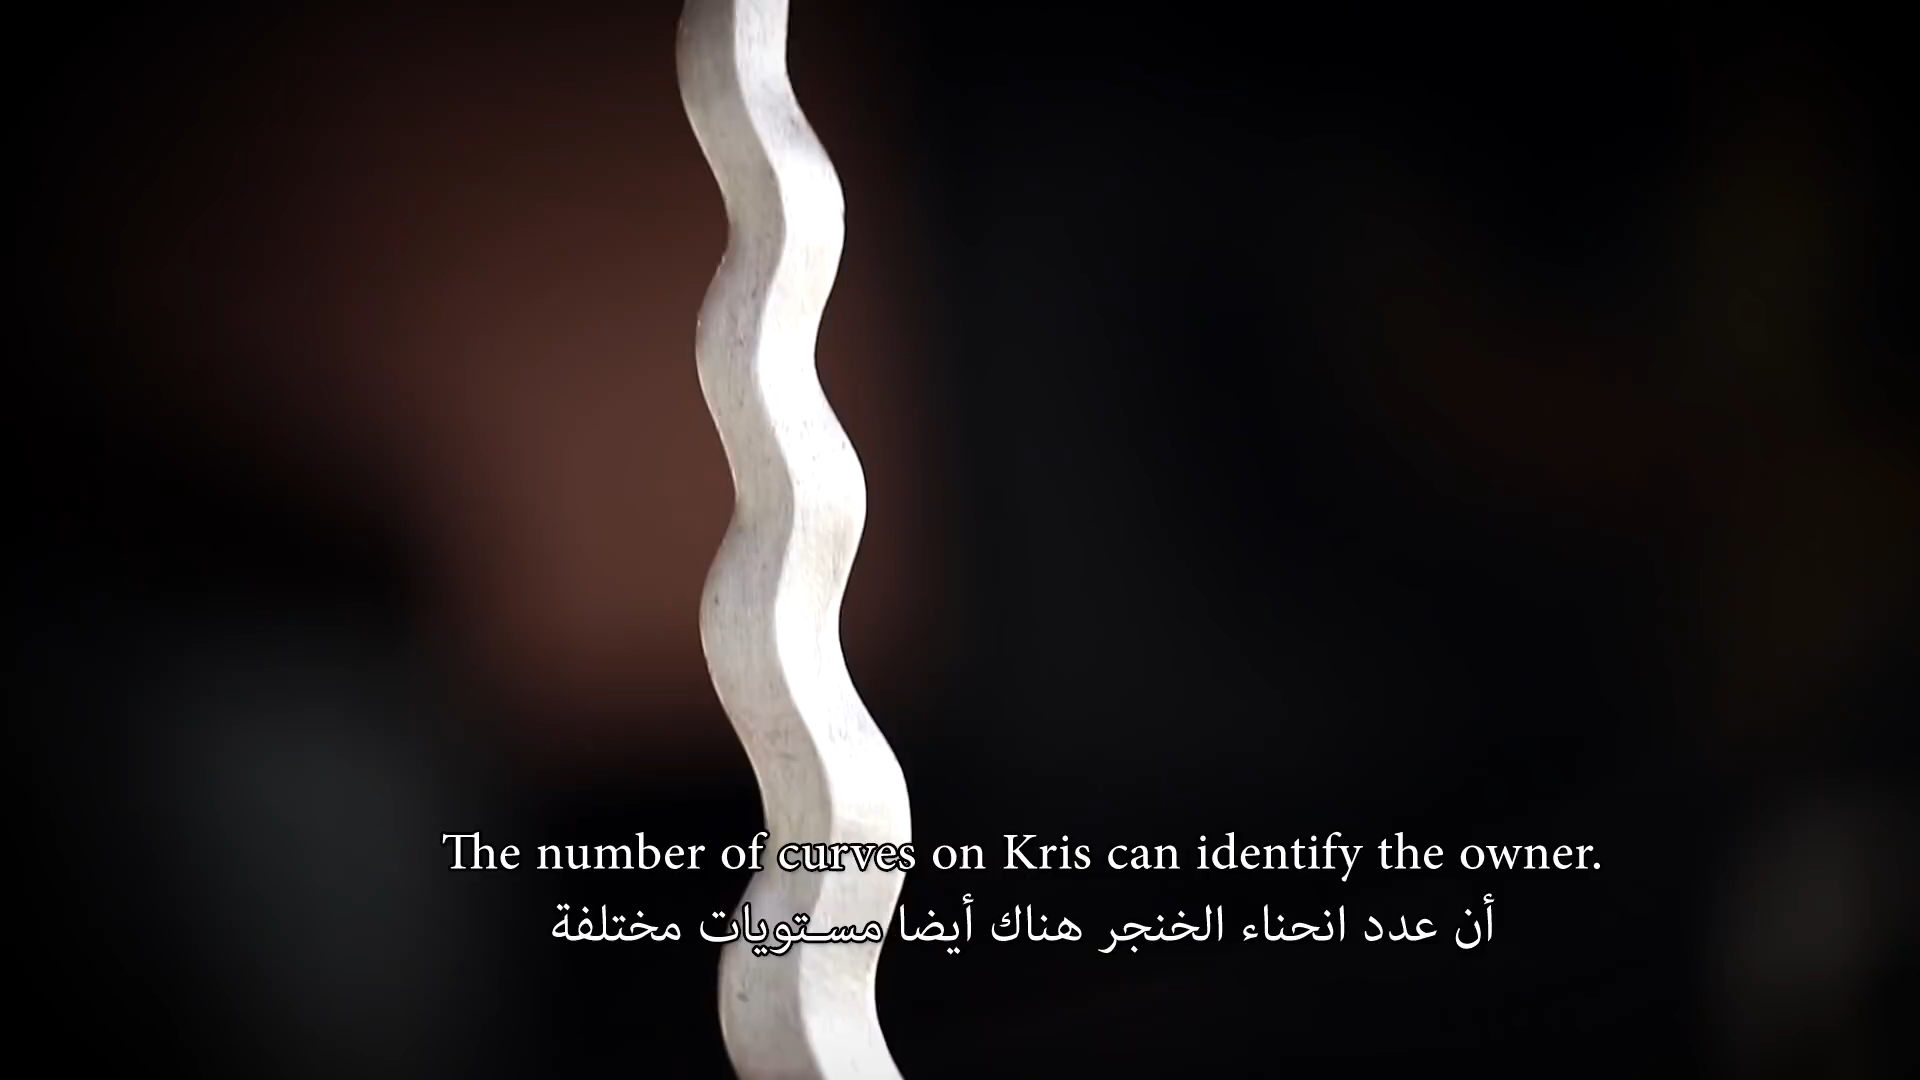 The number of curves on Kris can identify the owner.
أن عدد انحناء الخنجر هناك أيضا مستويات مختلفة